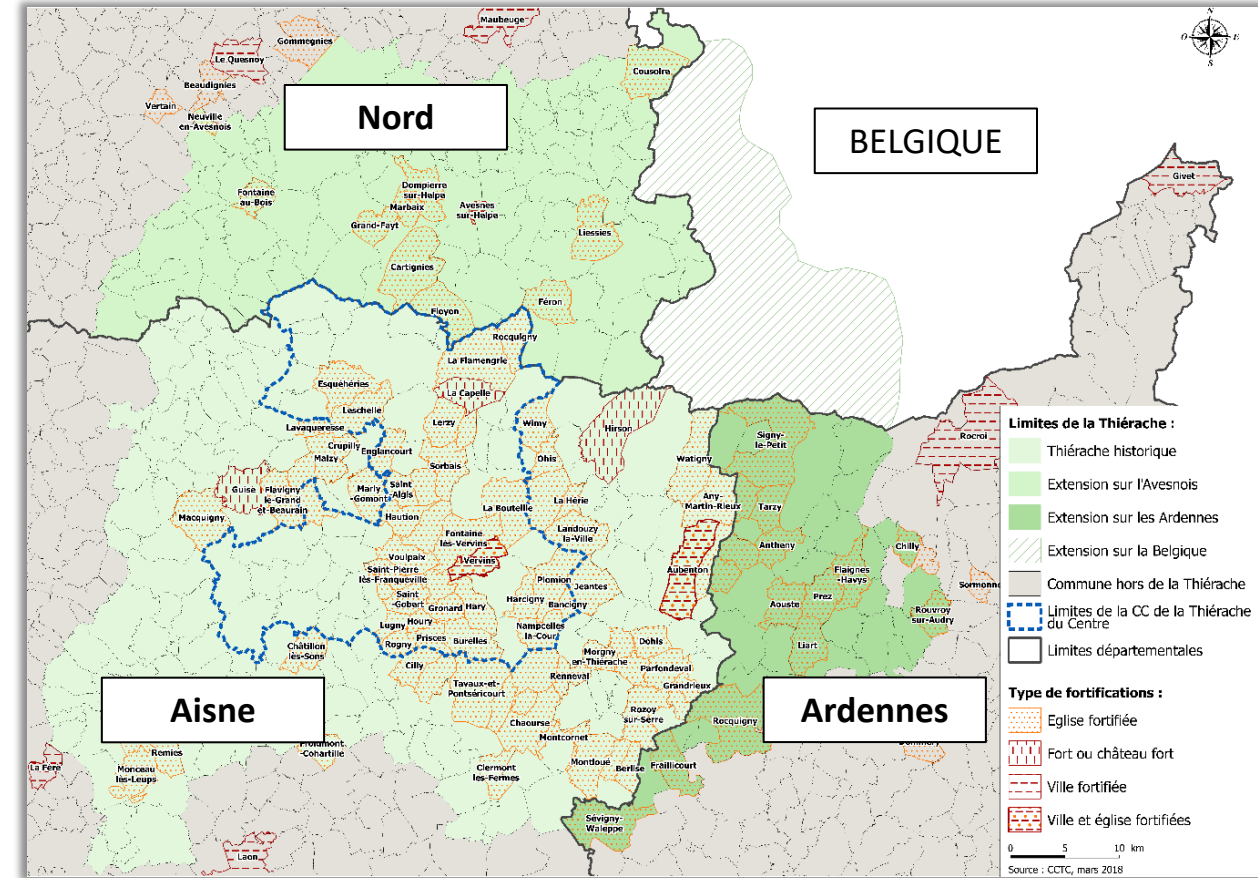 Maubeuge
Gommegnies
Le Quesnoy
Beaudignies
Vertain
Neuville
en-Avesnois
Cousolre
Nord
BELGIQUE
N
O
E
S
Givet
Fontaine
au-Bois
Dompierre
sur-Helpe
Marbaix
Avesnes
sur-Helpe
Grand-Fayt
Liessies
Cartignies
Floyon
Féron
Rocquigny
La Flamengrie
Esquéhéries
La Capelle
Leschelle
Lerzy
Wimy
Hirson
Signy-
le-Petit
Rocroi
Lavaqueresse
Crupilly
Englancourt
Malzy
Sorbais
Ohis
Watigny
Guise
Flavigny
le-Grand
et-Beaurain
Marly
-Gomont
Saint
Algis
Macquigny
Haution
La Bouteille
La Hérie
Any-
Martin-Rieux
Tarzy
Landouzy
la-Ville
Fontaine
lès-Vervins
Vervins
Voulpaix
Saint-Pierre
lès-Franqueville
Antheny
Aubenton
Flaignes
-Havys
Chilly
Sormonne
Plomion
Jeantes
Saint
Gobert
Gronard
Hary
Harcigny
Bancigny
Aouste
Prez
Rouvroy
sur-Audry
Lugny
Houry
Prisces
Rogny
Burelles
Nampcelles
la-Cour
Liart
Châtillon
lès-Sons
Cilly
Dohis
Morgny
en-Thiérache
Parfondeval
Renneval
Grandrieux
Tavaux-et-
Pontséricourt
Rozoy
sur-Serre
Rocquigny
Aisne
Ardennes
Chaourse
Montcornet
Remies
Monceau
lès-Leups
-Cohartille
La Fère
Clermont
les-Fermes
Montloué
Berlise
Fraillicourt
Sévigny-
Waleppe
Laon
Limites de la Thiérache :
Thiérache historique
Extension sur l'Avesnois
Extension sur les Ardennes
Extension sur la Belgique
Commune hors de la Thiérache
Limites de la CC de la Thiérache
du Centre
Limites départementales
Type de fortifications :
Eglise fortifiée
Fort ou château fort
Ville fortifiée
Ville et église fortifiées
0 5 10 km
Source : CCTC, mars 2018